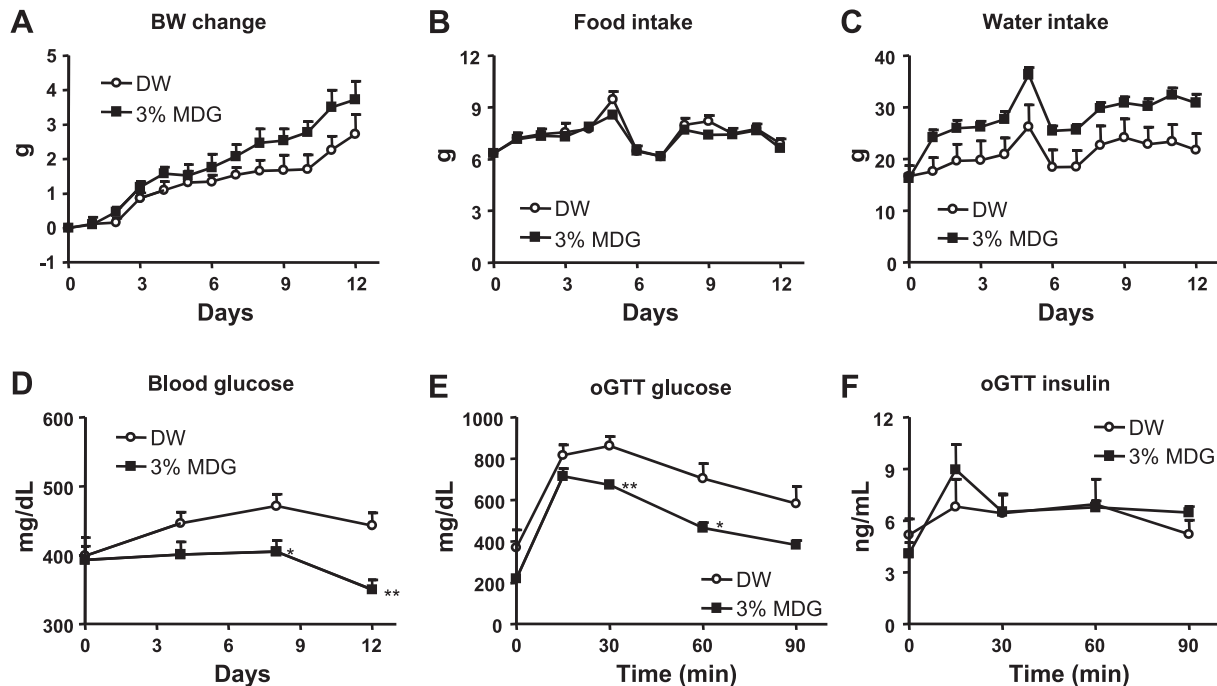 A BW change
5
4
3
2
1
0
-1
g
DW
3% MDG
0 3 6 9 12
Days
B Food intake
12
9
6
3
0
g
DW
3% MDG
0 3 6 9 12
Days
C Water intake
40
30
20
10
0
g
DW
3% MDG
0 3 6 9 12
Days
D Blood glucose
600
500
400
300
mg/dL
DW
3% MDG
*
**
0 3 6 9 12
Days
E oGTT glucose
1000
800
600
400
200
0
mg/dL
**
*
DW
3% MDG
0 30 60 90
Time (min)
F oGTT insulin
12
9
6
3
0
ng/mL
DW
3% MDG
0 30 60 90
Time (min)